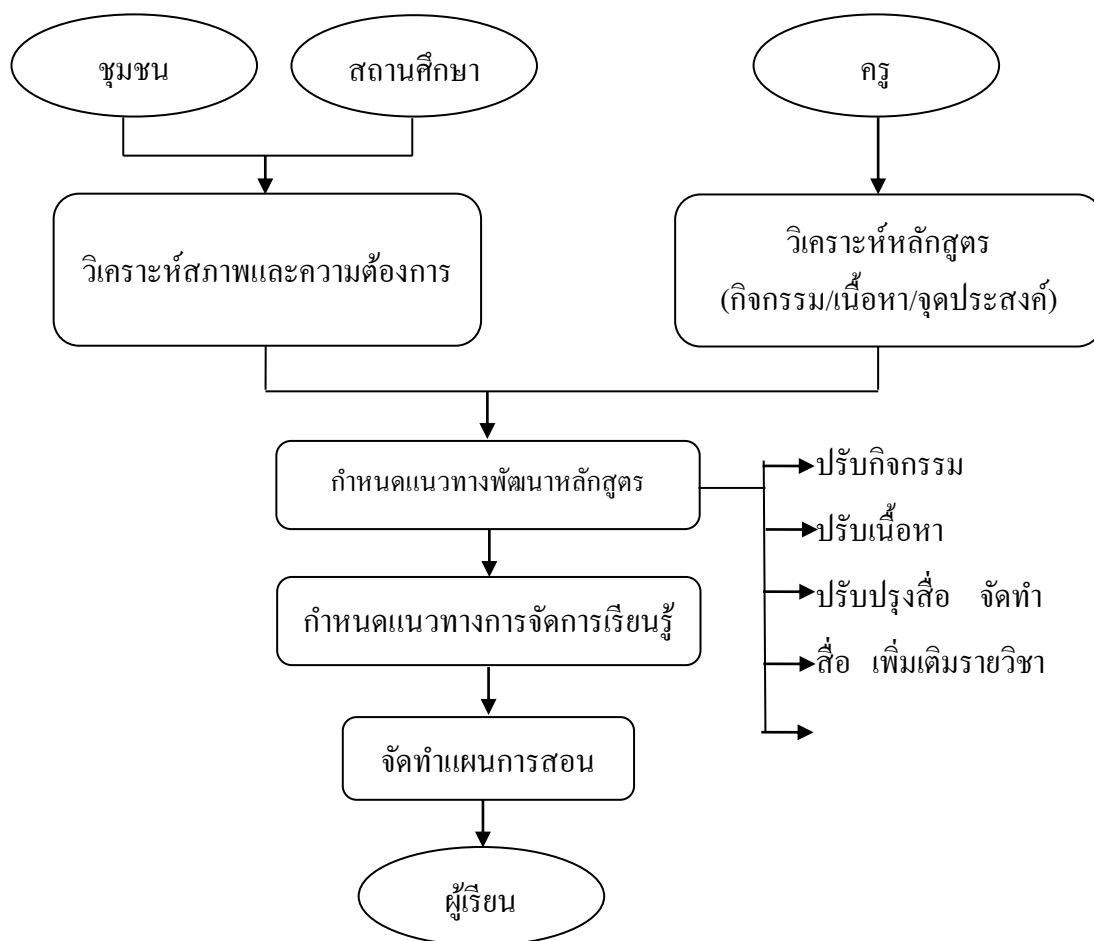 ชุมชน
สถานศึกษา
ครู
วิเคราะห์สภาพและความต้องการ
วิเคราะห์หลักสูตร
(กิจกรรม/เนื้อหา/จุดประสงค์)
กำหนดแนวทางพัฒนาหลักสูตร
ปรับกิจกรรม
ปรับเนื้อหา
ปรับปรุงสื่อ จัดทำ
สื่อ เพิ่มเติมรายวิชา
กำหนดแนวทางการจัดการเรียนรู้
จัดทำแผนการสอน
ผู้เรียน